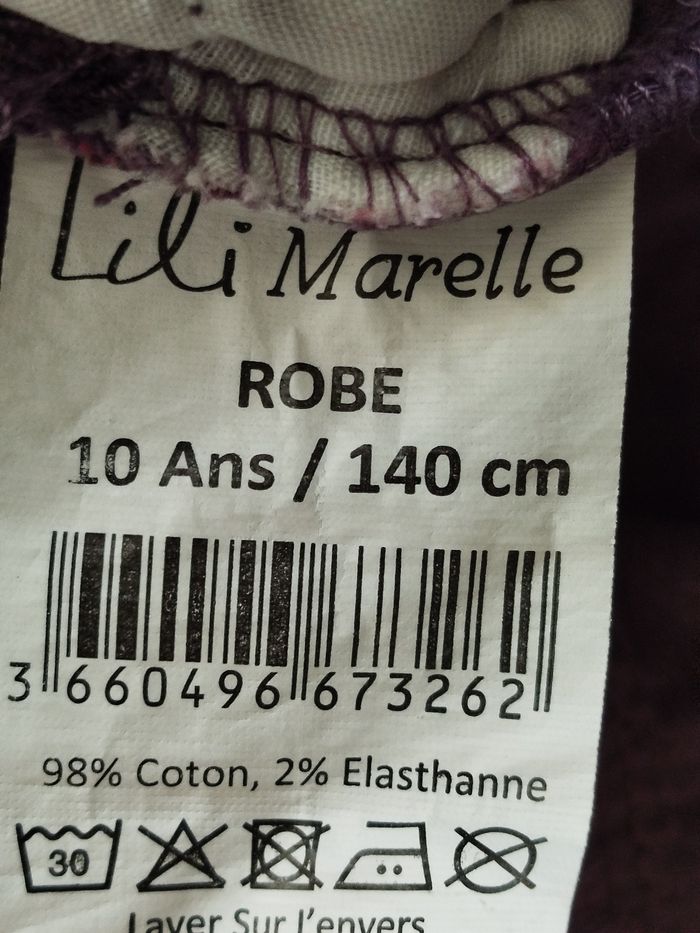 Lili Marelle
ROBE
10 Ans / 140 cm
3 660496 673262
98% Coton, 2% Elasthanne
30
Laver Sur l'envers